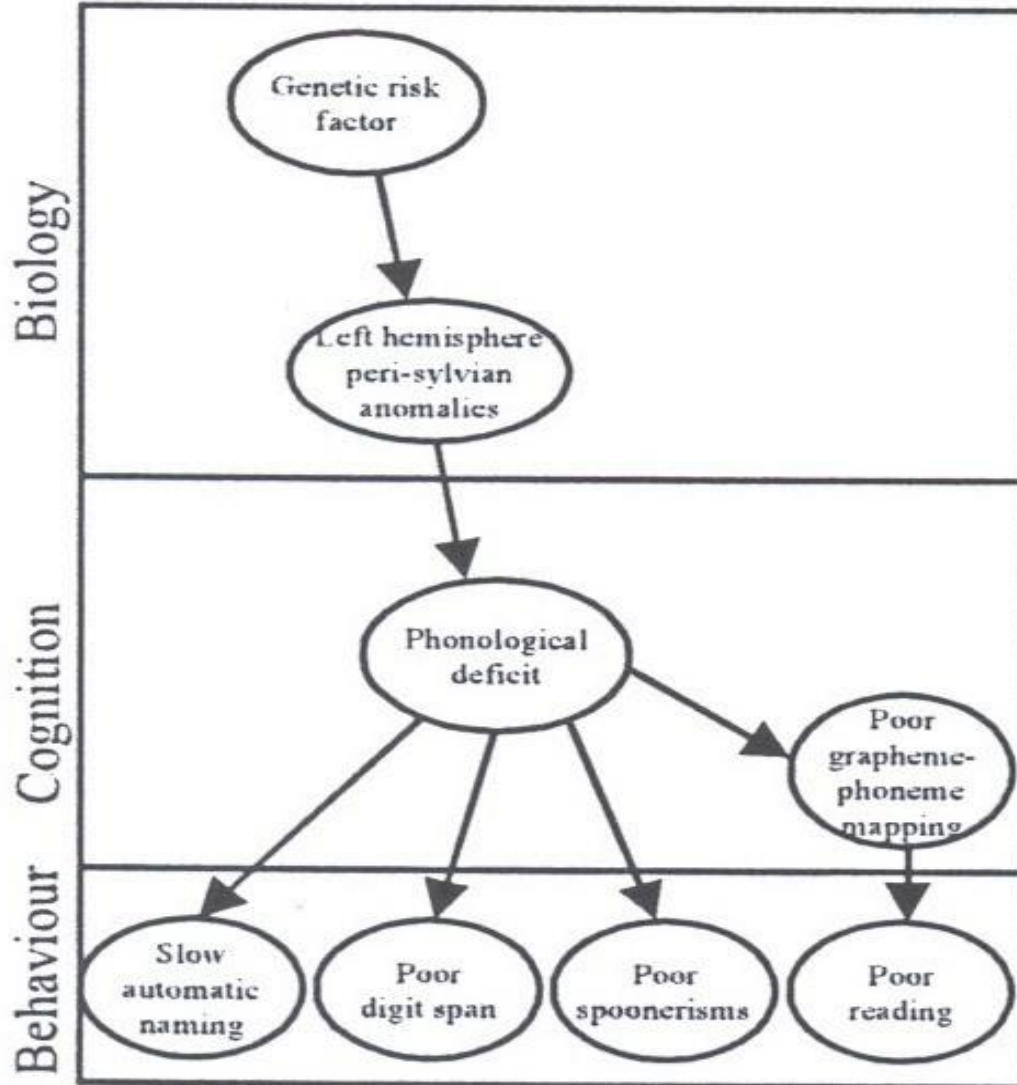 Biology
Genetic risk
factor
Left hemisphere
peri-sylvian
anomalies
Cognition
Phonological
deficit
Poor
grapheme-
phoneme
mapping
Behaviour
Slow
automatic
naming
Poor
digit span
Poor
spoonerisms
Poor
reading